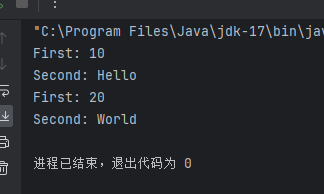 "C:\Program Files\Java\jdk-17\bin\jav
First: 10
Second: Hello
First: 20
Second: World
进程已结束，退出代码为 0